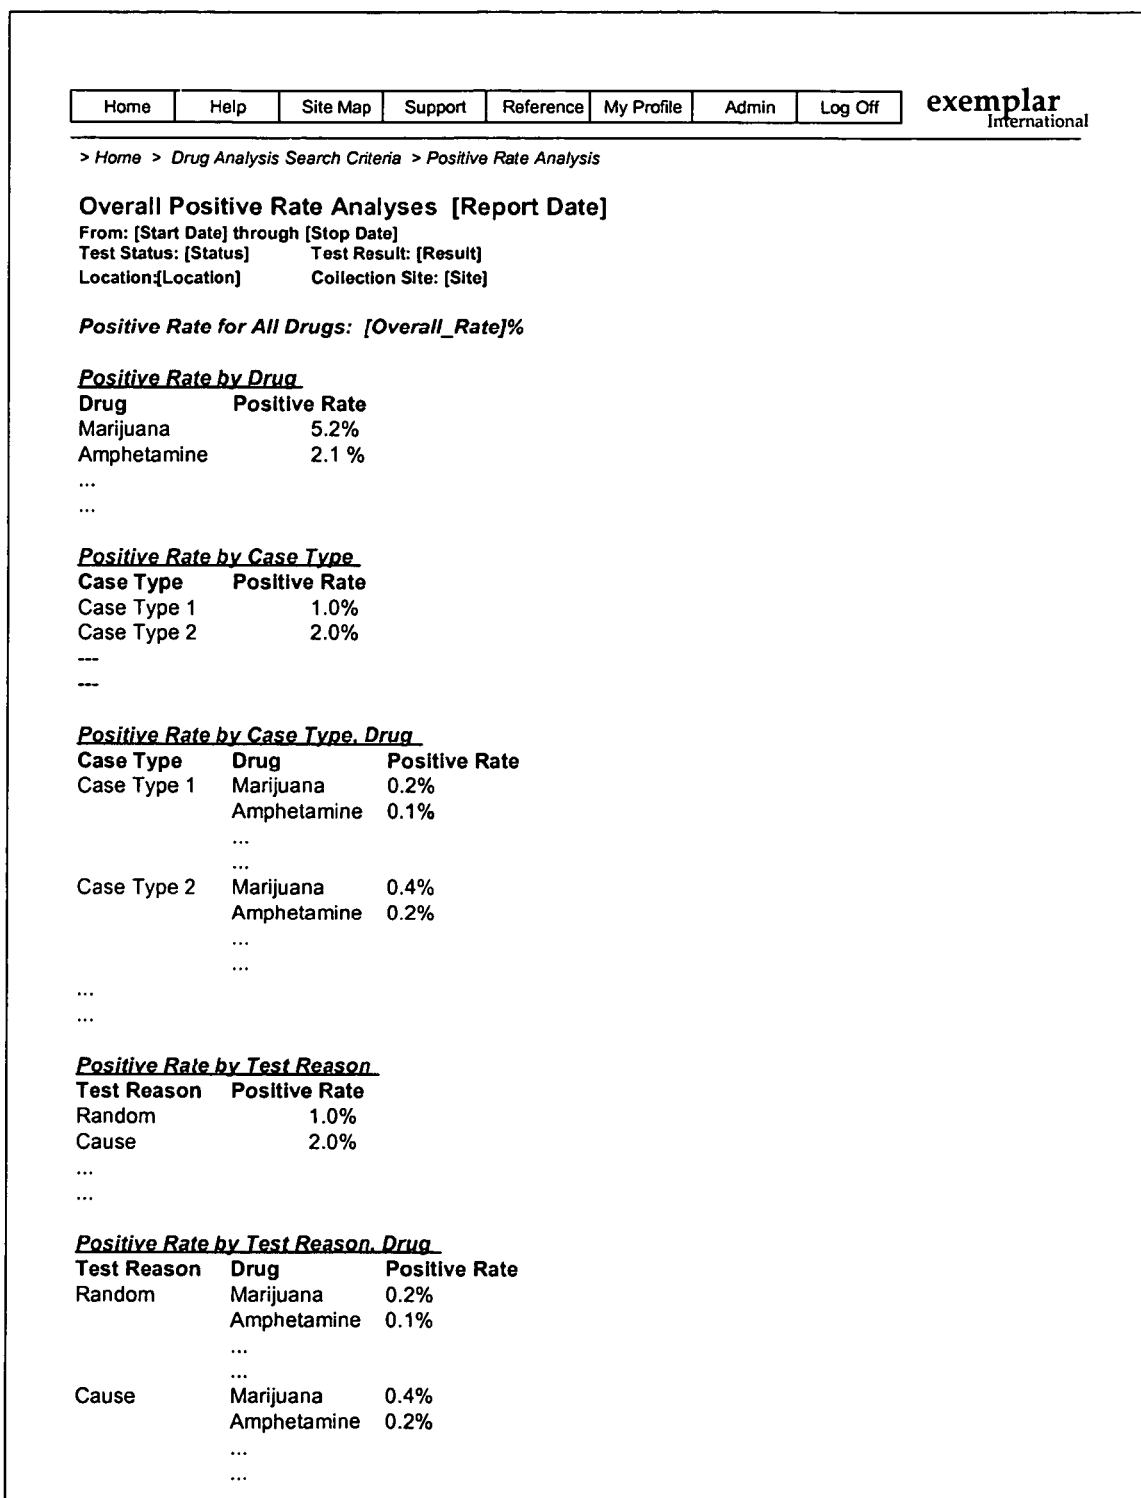 Home Help Site Map Support Reference My Profile Admin Log Off exemplar
International
> Home > Drug Analysis Search Criteria > Positive Rate Analysis
Overall Positive Rate Analyses [Report Date]
From: [Start Date] through [Stop Date]
Test Status: [Status] Test Result: [Result]
Location:[Location] Collection Site: [Site]
Positive Rate for All Drugs: [Overall_Rate]%
Positive Rate by Drug
Drug Positive Rate
Marijuana 5.2%
Amphetamine 2.1 %
...
...
Positive Rate by Case Type
Case Type Positive Rate
Case Type 1 1.0%
Case Type 2 2.0%
---
---
Positive Rate by Case Type, Drug
Case Type Drug Positive Rate
Case Type 1 Marijuana 0.2%
Amphetamine 0.1%
...
...
Case Type 2 Marijuana 0.4%
Amphetamine 0.2%
...
...
...
...
Positive Rate by Test Reason
Test Reason Positive Rate
Random 1.0%
Cause 2.0%
...
...
Positive Rate by Test Reason, Drug
Test Reason Drug Positive Rate
Random Marijuana 0.2%
Amphetamine 0.1%
...
...
Cause Marijuana 0.4%
Amphetamine 0.2%
...
...